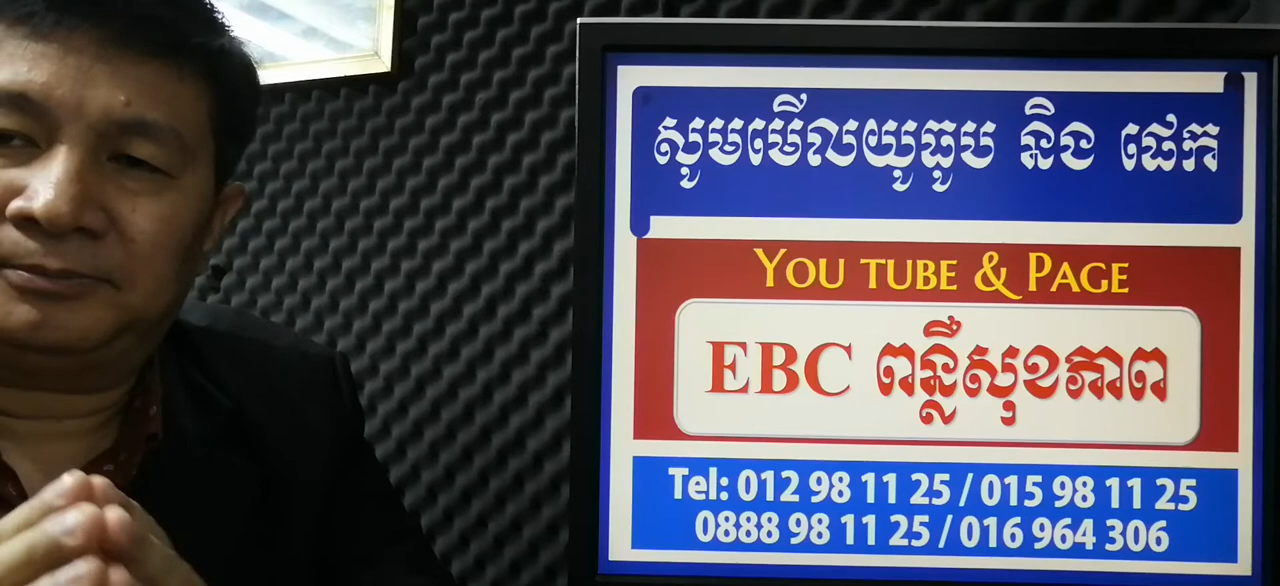 សូមមើលយូធូប និង ផេក
YOU TUBE & PAGE
EBC ពន្លឺសុខភាព
Tel: 012 98 11 25 / 015 98 11 25
0888 98 11 25 / 016 964 306